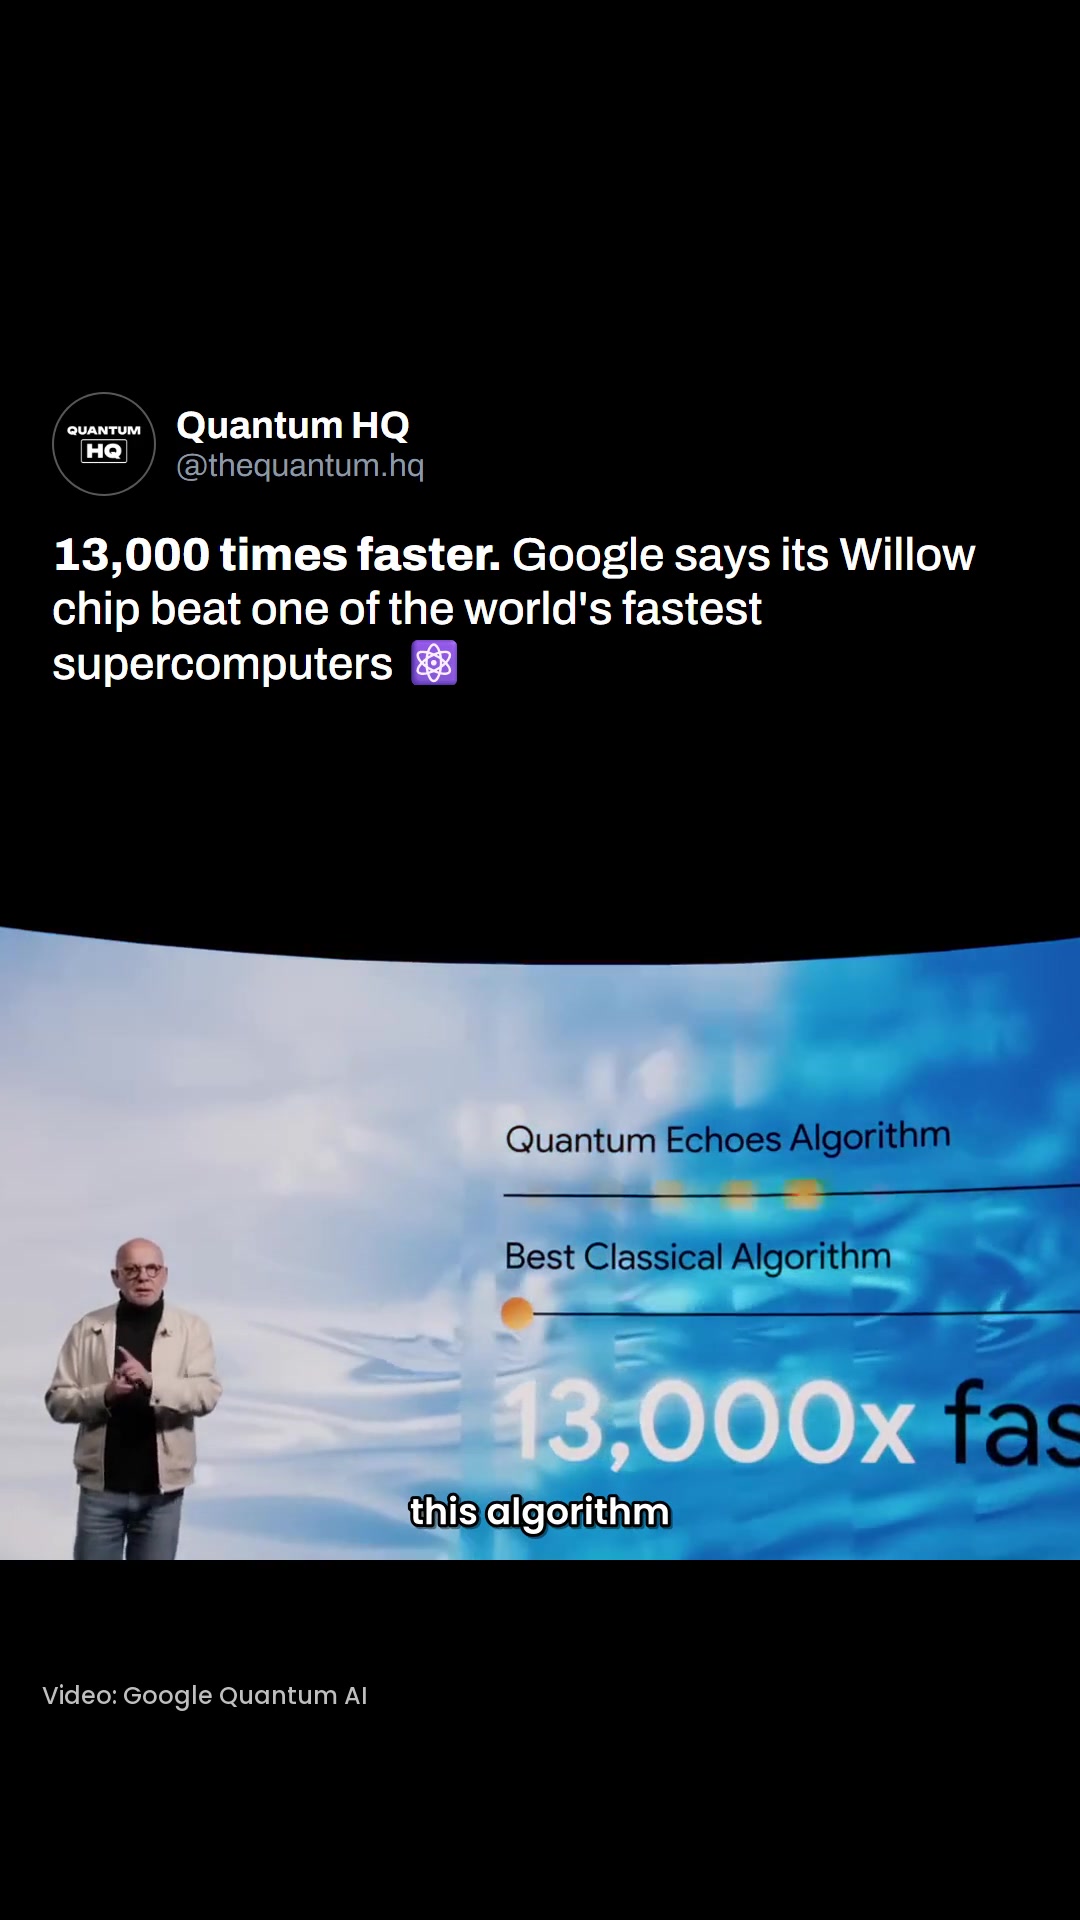 QUANTUM
HQ
Quantum HQ
@thequantum.hq
13,000 times faster. Google says its Willow
chip beat one of the world's fastest
supercomputers ⚛️
Quantum Echoes Algorithm
Best Classical Algorithm
13,000x fas
this algorithm
Video: Google Quantum AI